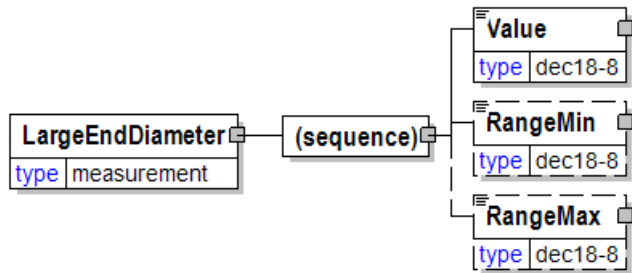 Value
type dec18-8
LargeEndDiameter
type measurement
(sequence)
RangeMin
type dec18-8
RangeMax
type dec18-8